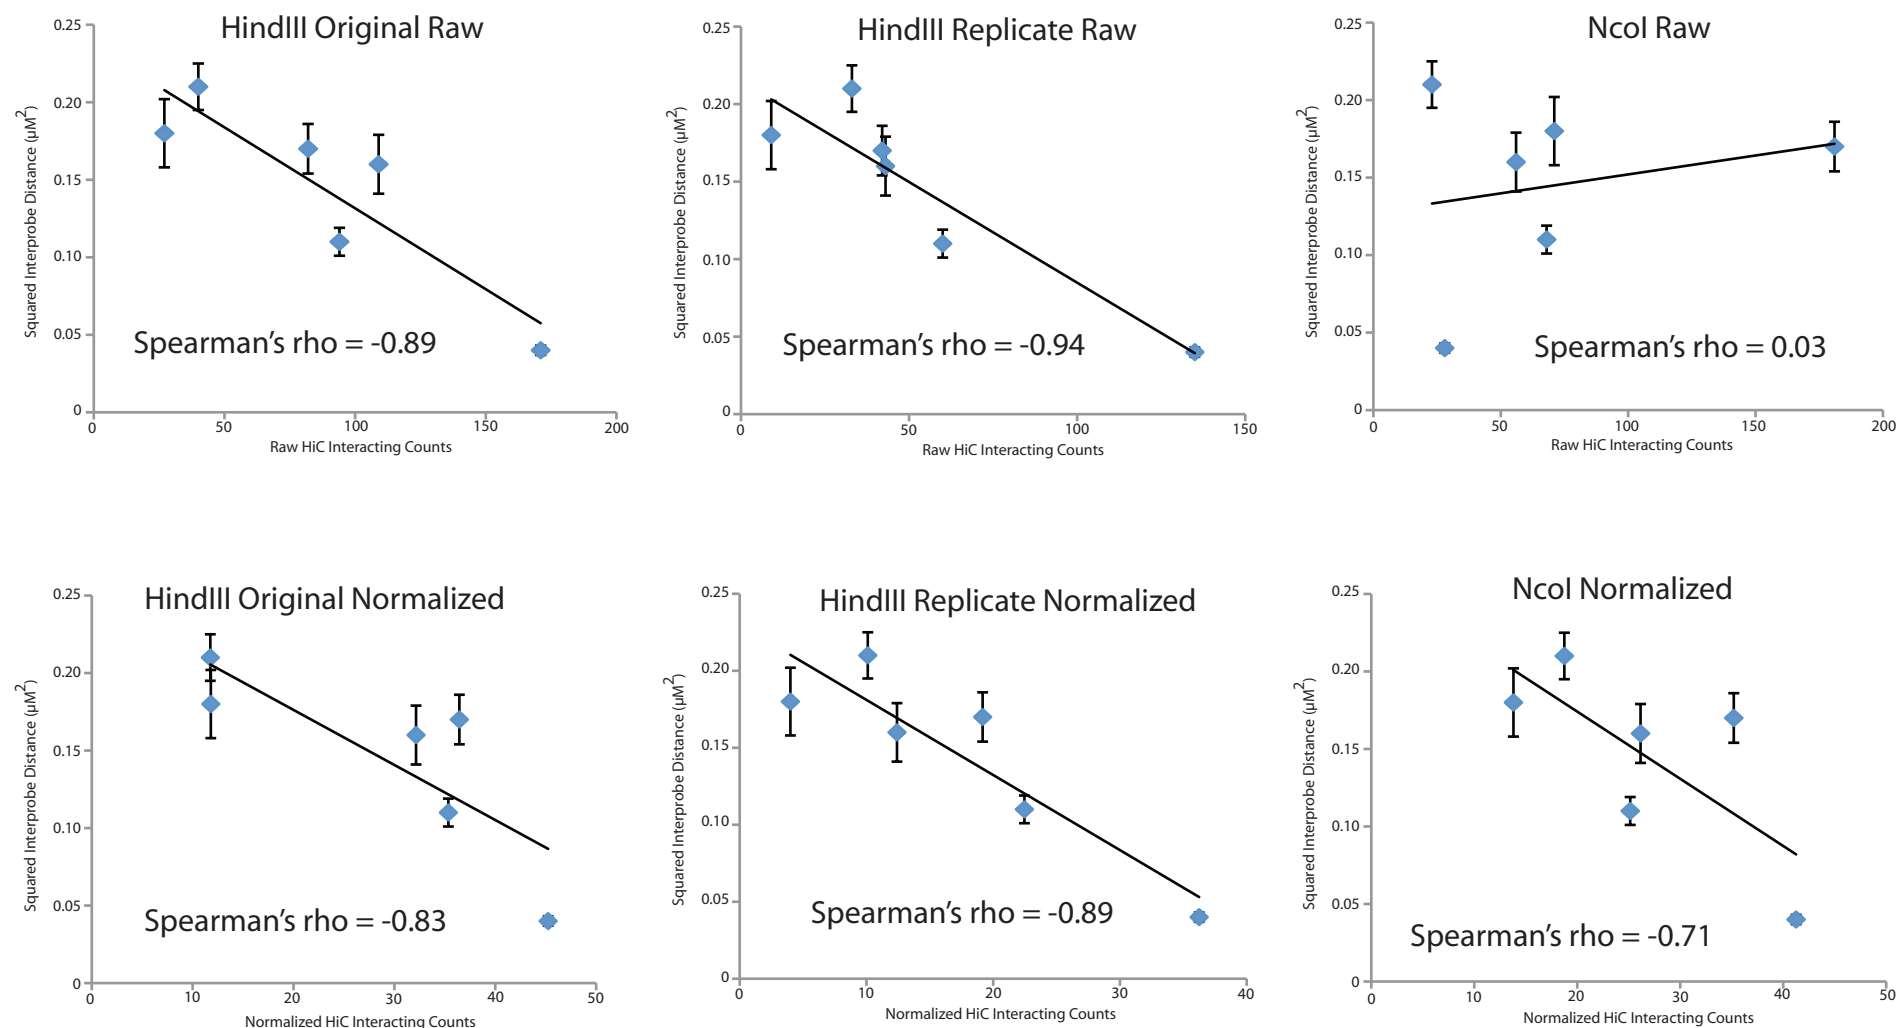 HindIII Original Raw
Squared Interprobe Distance (μM2)
0.25
0.20
0.15
0.10
0.05
0
Spearman's rho = -0.89
0 50 100 150 200
Raw HiC Interacting Counts
HindIII Replicate Raw
Squared Interprobe Distance (μM2)
0.25
0.20
0.15
0.10
0.05
0
Spearman's rho = -0.94
0 50 100 150
Raw HiC Interacting Counts
NcoI Raw
Squared Interprobe Distance (μM2)
0.25
0.20
0.15
0.10
0.05
0
Spearman's rho = 0.03
0 50 100 150 200
Raw HiC Interacting Counts
HindIII Original Normalized
Squared Interprobe Distance (μM2)
0.25
0.20
0.15
0.10
0.05
0
Spearman's rho = -0.83
0 10 20 30 40 50
Normalized HiC Interacting Counts
HindIII Replicate Normalized
Squared Interprobe Distance (μM2)
0.25
0.20
0.15
0.10
0.05
0
Spearman's rho = -0.89
0 10 20 30 40
Normalized HiC Interacting Counts
NcoI Normalized
Squared Interprobe Distance (μM2)
0.25
0.20
0.15
0.10
0.05
0
Spearman's rho = -0.71
0 10 20 30 40 50
Normalized HiC Interacting Counts